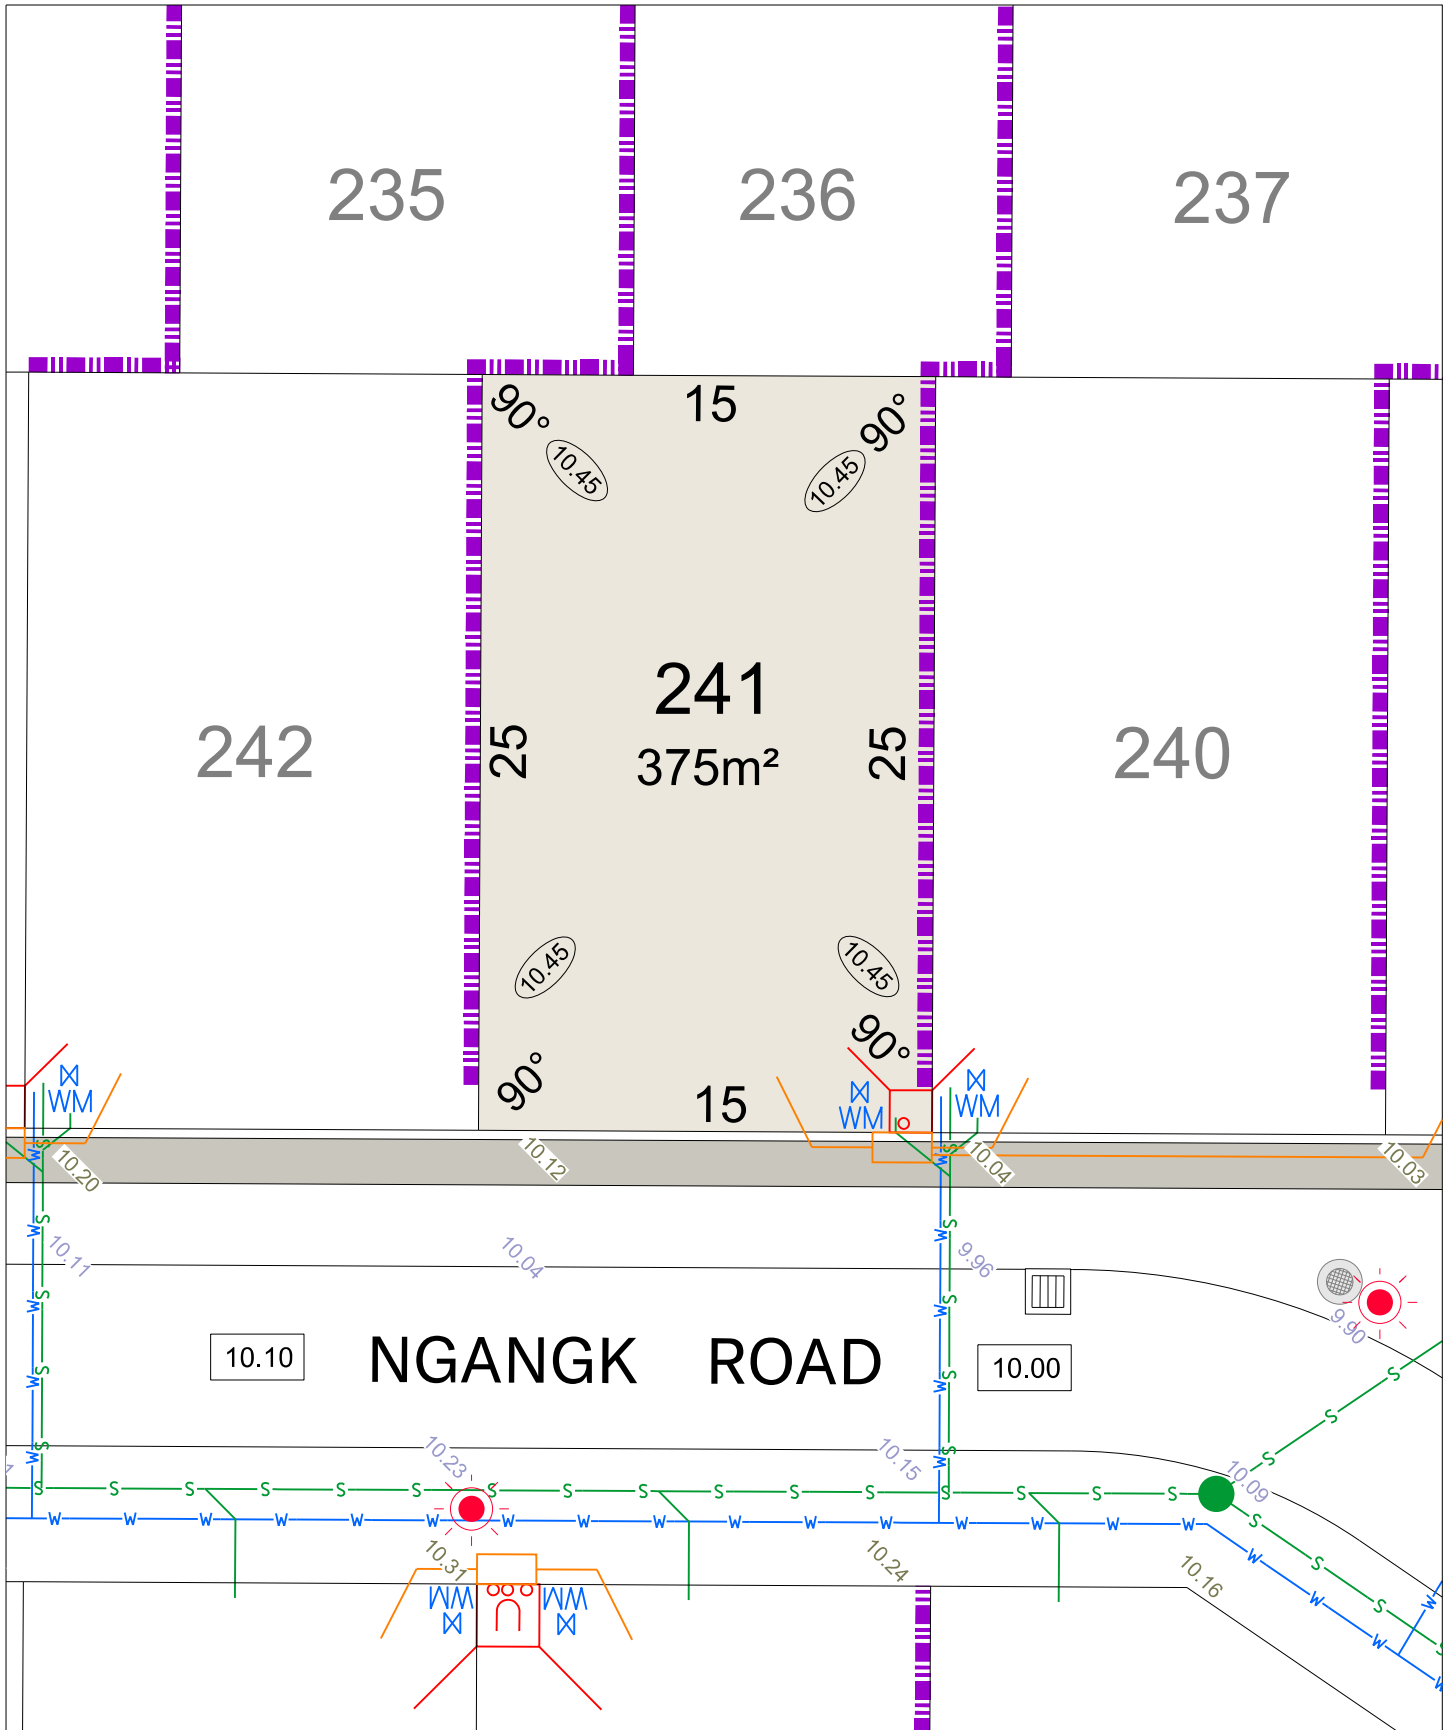 235
236
237
90°
15
90°
10.45
10.45
241
375m²
25
25
242
240
10.45
10.45
90°
90°
15
WM
WM
WM
10.20
10.12
10.04
10.03
W
S
W
S
10.11
10.04
9.96
9.90
W S
W S
W S
W S
10.10
NGANGK ROAD
10.00
W S
W S
S
S
S
W S
W S
10.23
10.15
10.09
S S S S S S S S S S S S S S S S
W W W W W W W W W W W W W W W W
S
S
S
S
W
W
W
W
W
10.31
10.24
10.16
WM
WM